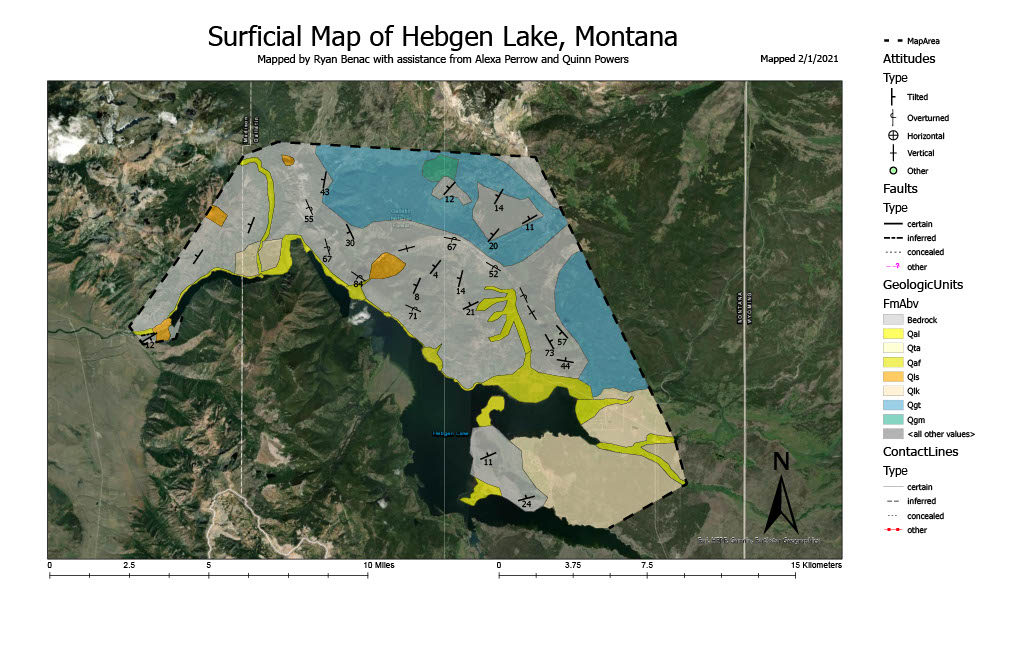 Surficial Map of Hebgen Lake, Montana
Mapped by Ryan Benac with assistance from Alexa Perrow and Quinn Powers
Mapped 2/1/2021
MapArea
Attitudes
Type
Tilted
Overturned
Horizontal
Vertical
Other
Faults
Type
certain
inferred
concealed
other
GeologicUnits
FmAbv
Bedrock
Qal
Qta
Qaf
Qls
Qlk
Qgt
Qgm
<all other values>
ContactLines
Type
certain
inferred
concealed
other
43
12
14
55
11
30
20
67
67
52
84
4
14
8
21
71
57
73
44
12
Hebgen Lake
11
24
MONTANA
WYOMING
N
0
2.5
5
10 Miles
0
3.75
7.5
15 Kilometers